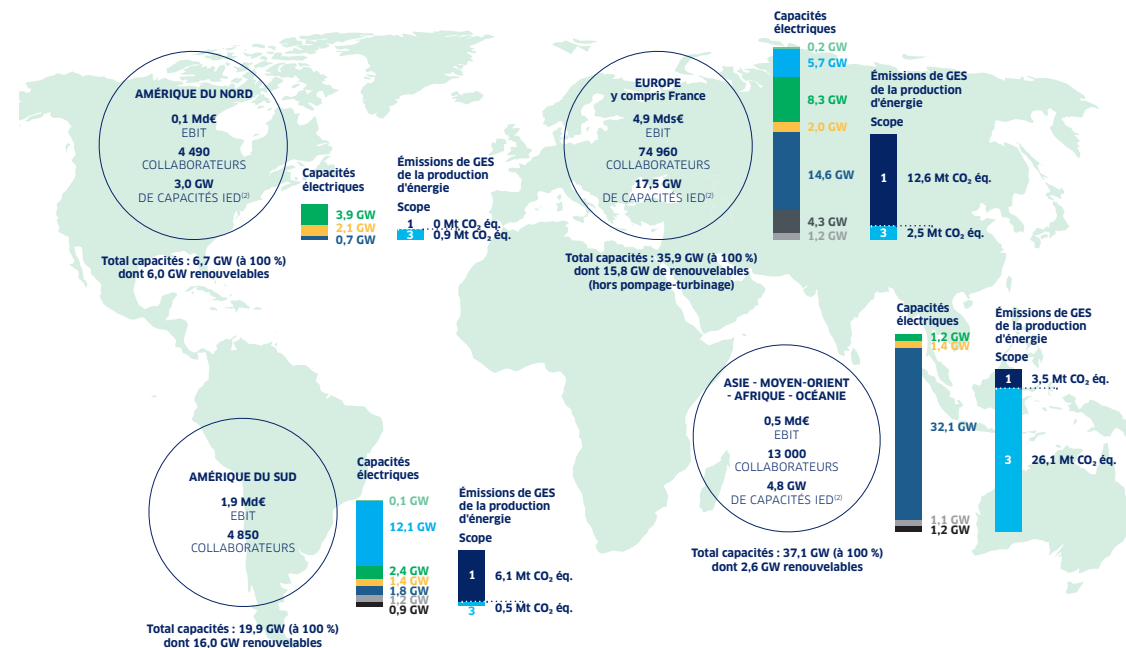 AMÉRIQUE DU NORD
0,1 Md€
EBIT
4 490
COLLABORATEURS
3,0 GW
DE CAPACITÉS IED(2)
Capacités
électriques
3,9 GW
2,1 GW
0,7 GW
Émissions de GES
de la production
d'énergie
Scope
1 0 Mt CO₂ éq.
3 0,9 Mt CO₂ éq.
Total capacités : 6,7 GW (à 100 %)
dont 6,0 GW renouvelables
EUROPE
y compris France
4,9 Mds€
EBIT
74 960
COLLABORATEURS
17,5 GW
DE CAPACITÉS IED(2)
Capacités
électriques
0,2 GW
5,7 GW
8,3 GW
2,0 GW
14,6 GW
4,3 GW
1,2 GW
Émissions de GES
de la production
d'énergie
Scope
1 12,6 Mt CO₂ éq.
3 2,5 Mt CO₂ éq.
Total capacités : 35,9 GW (à 100 %)
dont 15,8 GW de renouvelables
(hors pompage-turbinage)
ASIE - MOYEN-ORIENT
- AFRIQUE - OCÉANIE
0,5 Md€
EBIT
13 000
COLLABORATEURS
4,8 GW
DE CAPACITÉS IED(2)
Capacités
électriques
1,2 GW
1,4 GW
32,1 GW
1,1 GW
1,2 GW
Émissions de GES
de la production
d'énergie
Scope
1 3,5 Mt CO₂ éq.
3 26,1 Mt CO₂ éq.
Total capacités : 37,1 GW (à 100 %)
dont 2,6 GW renouvelables
AMÉRIQUE DU SUD
1,9 Md€
EBIT
4 850
COLLABORATEURS
Capacités
électriques
0,1 GW
12,1 GW
2,4 GW
1,4 GW
1,8 GW
1,2 GW
0,9 GW
Émissions de GES
de la production
d'énergie
Scope
1 6,1 Mt CO₂ éq.
3 0,5 Mt CO₂ éq.
Total capacités : 19,9 GW (à 100 %)
dont 16,0 GW renouvelables